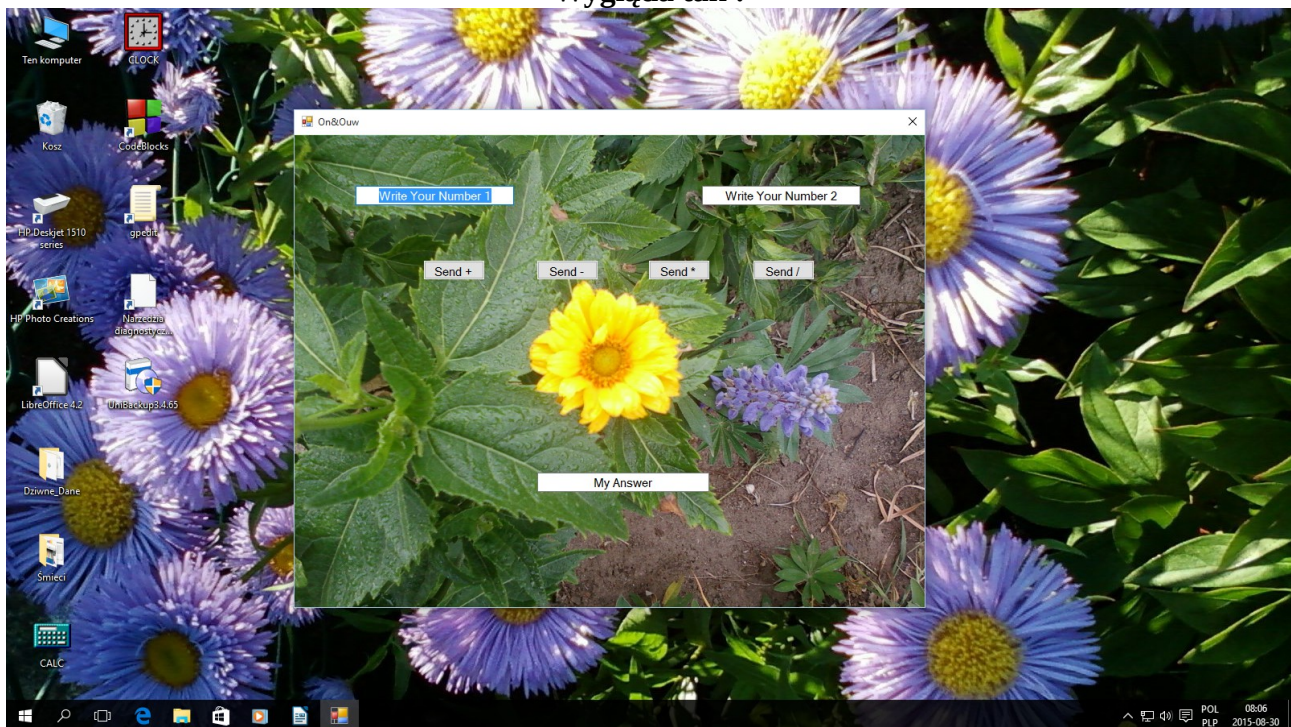 Wygląda tak :
Ten komputer
CLOCK
Kosz
CodeBlocks
HP Deskjet 1510
series
gpedit
HP Photo Creations
Narzędzia
diagnostycz...
LibreOffice 4.2
UniBackup3.4.65
Dziwne_Dane
Śmieci
CALC
On&Ouw
Write Your Number 1
Write Your Number 2
Send +
Send -
Send *
Send /
My Answer
POL
PLP
08:06
2015-08-30